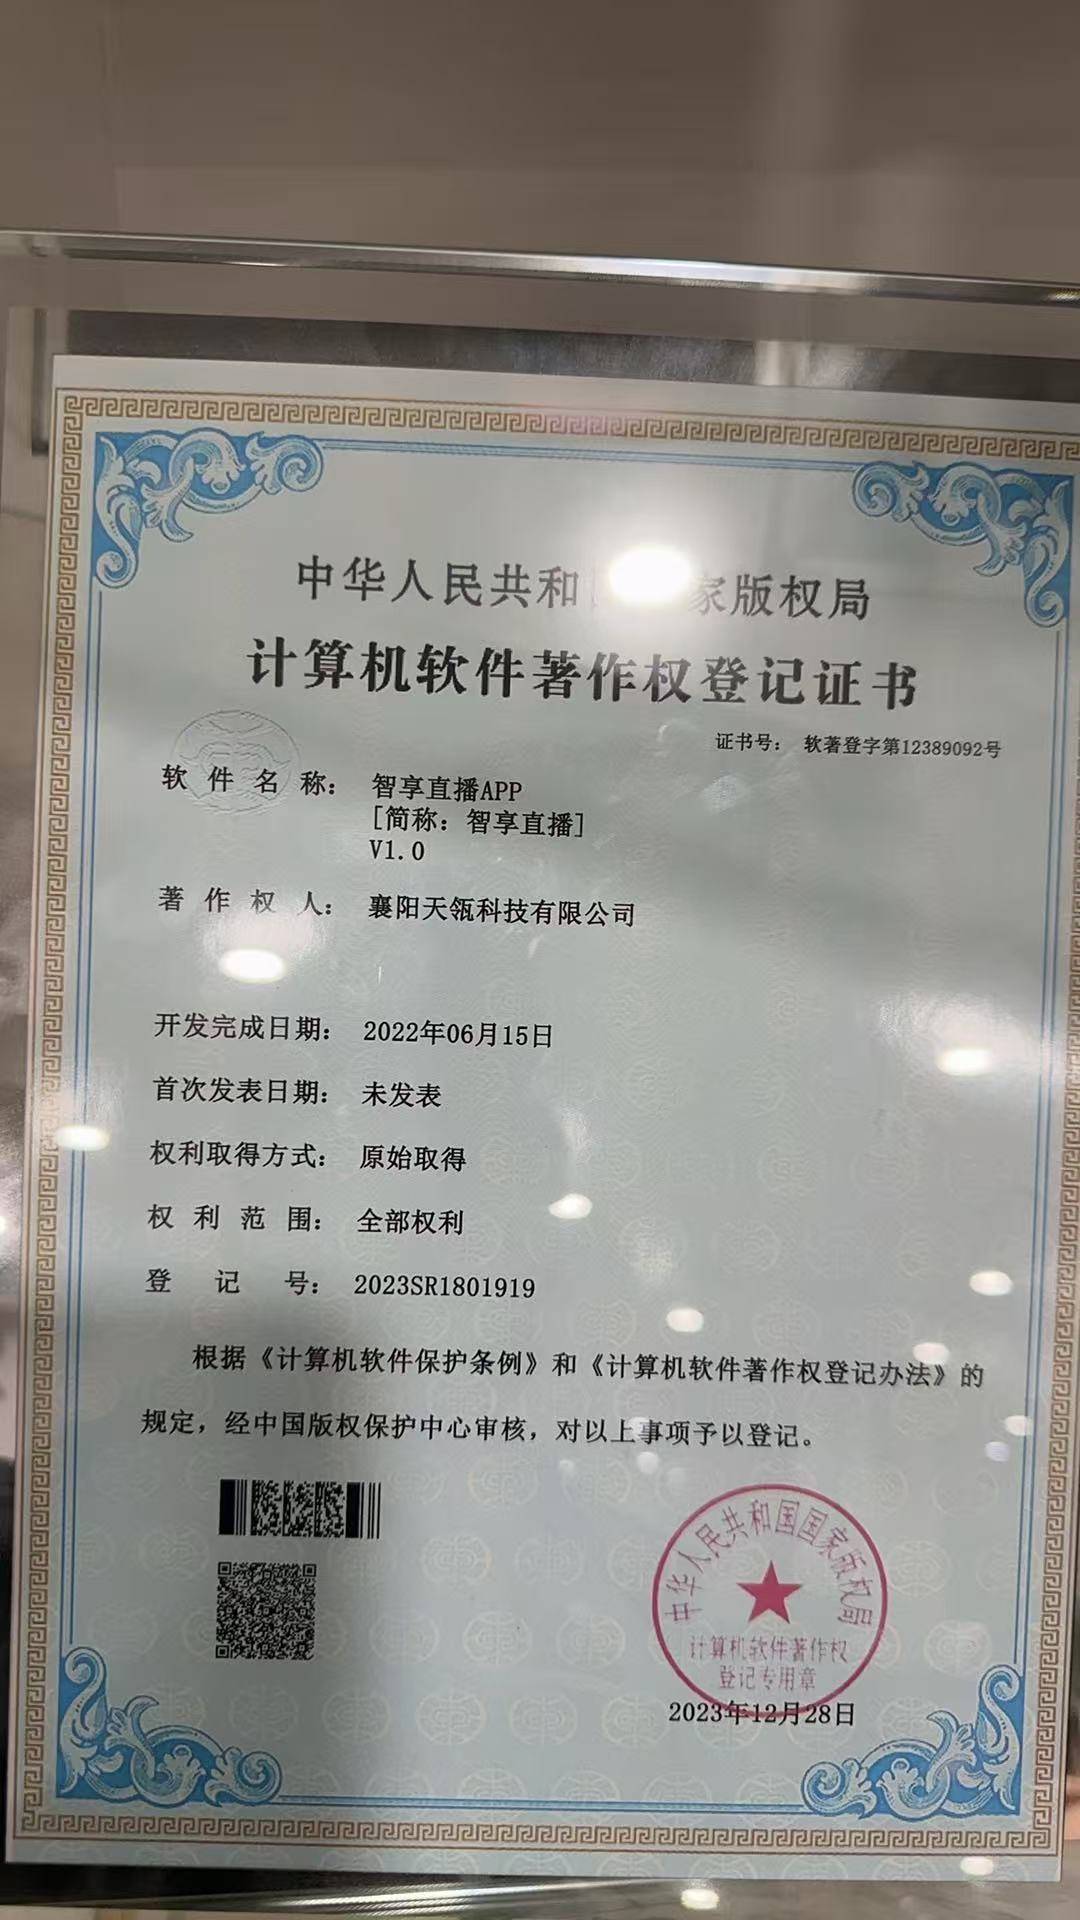 中华人民共和 家版权局
计算机软件著作权登记证书
证书号： 软著登字第12389092号
软件名称： 智享直播APP
[简称：智享直播]
V1.0
著作权人： 襄阳天瓴科技有限公司
开发完成日期： 2022年06月15日
首次发表日期： 未发表
权利取得方式： 原始取得
权利范围： 全部权利
登记号： 2023SR1801919
根据《计算机软件保护条例》和《计算机软件著作权登记办法》的
规定，经中国版权保护中心审核，对以上事项予以登记。
中华人民共和国国家版权局
计算机软件著作权
登记专用章
2023年12月28日